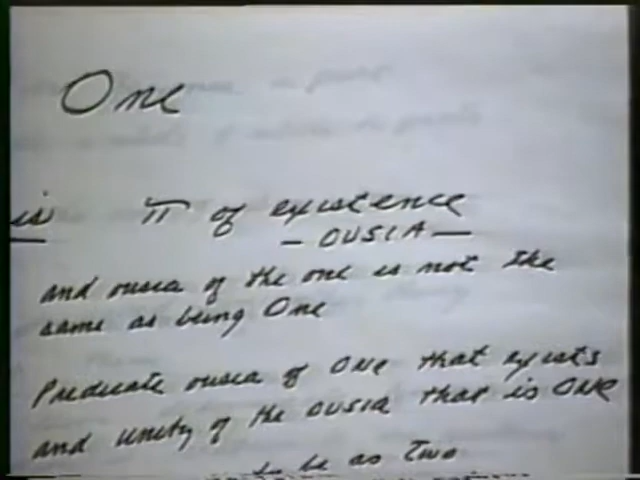 One
is π of existence
— OUSIA —
and ousia of the one is not the
same as being One
Predicate ousia of ONE that exists
and unity of the OUSIA that is ONE
to be as Two